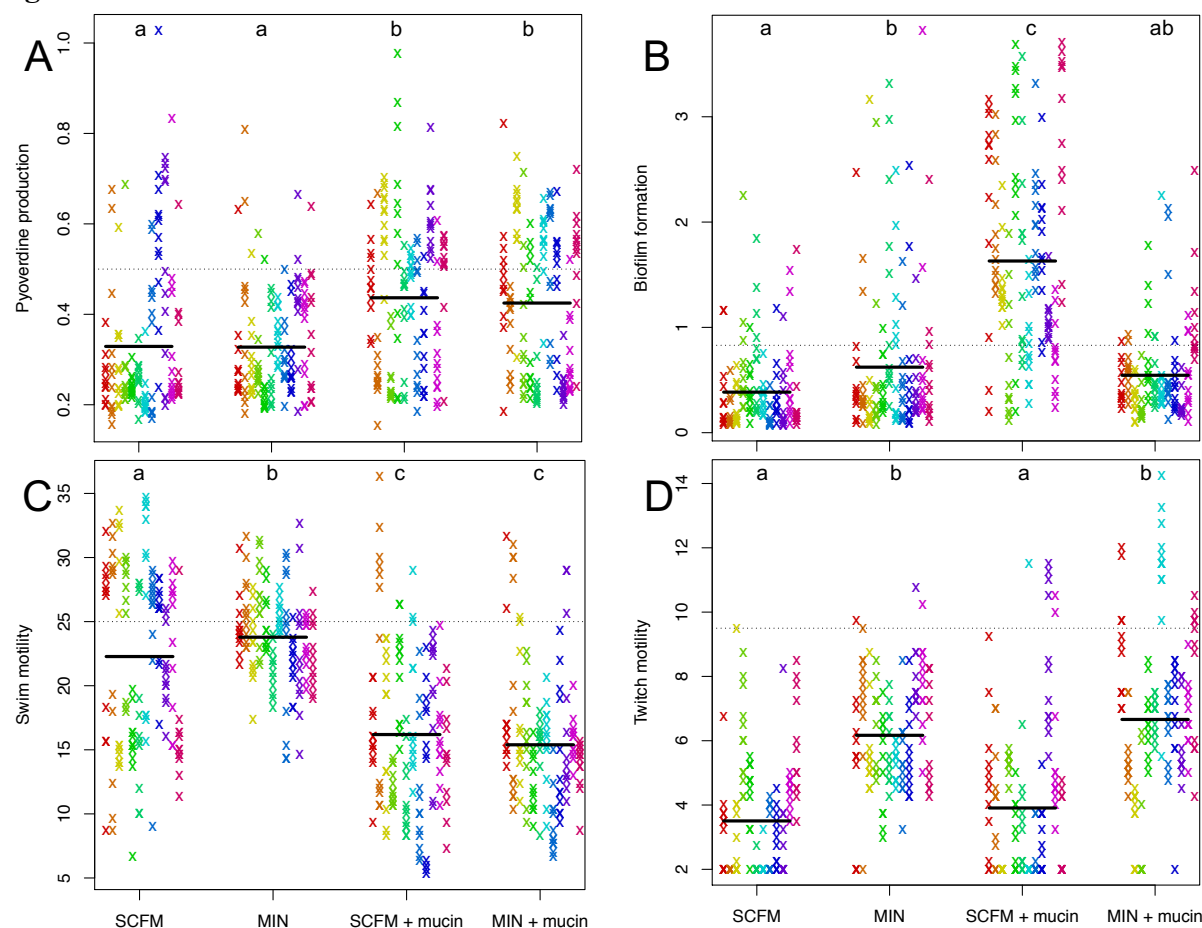 A
a
a
b
b
Pyoverdine production
1.0
0.8
0.6
0.4
0.2
B
a
b
c
ab
Biofilm formation
3
2
1
0
C
a
b
c
c
Swim motility
35
30
25
20
15
10
5
SCFM
MIN
SCFM + mucin
MIN + mucin
D
a
b
a
b
Twitch motility
14
12
10
8
6
4
2
SCFM
MIN
SCFM + mucin
MIN + mucin